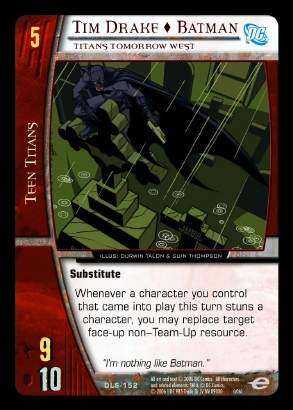 5
TIM DRAKE ♦ BATMAN
TITANS TOMORROW WEST
DC
TEEN TITANS
ILLUS: DURWIN TALON & GUIN THOMPSON
Substitute
Whenever a character you control
that came into play this turn stuns
a character, you may replace target
face-up non–Team-Up resource.
9
10
"I'm nothing like Batman."
DLS-152